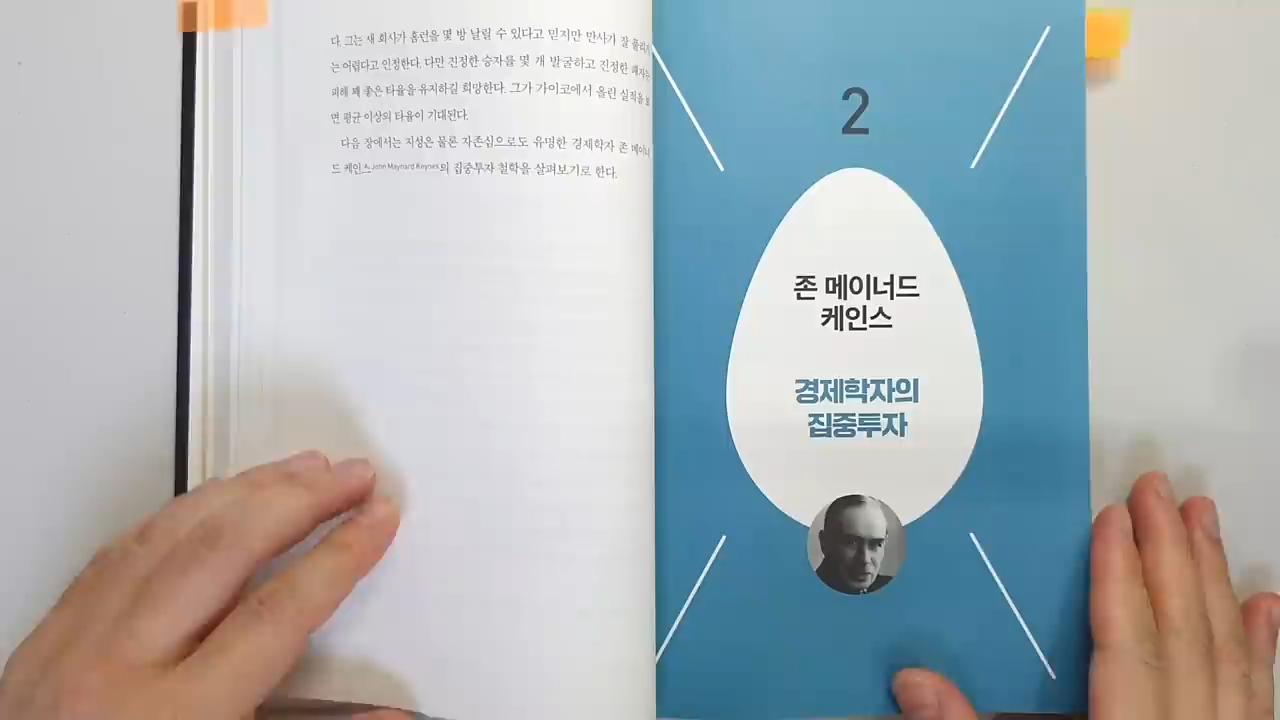 다. 그는 새 회사가 홈런을 몇 방 날릴 수 있다고 믿지만 만사가 잘 풀리기
는 어렵다고 인정한다. 다만 진정한 승자를 몇 개 발굴하고 진정한 패자는
피해 꽤 좋은 타율을 유지하길 희망한다. 그가 가이코에서 올린 실적을 보
면 평균 이상의 타율이 기대된다.
다음 장에서는 지성은 물론 자존심으로도 유명한 경제학자 존 메이너
드 케인스John Maynard Keynes의 집중투자 철학을 살펴보기로 한다.
2
존 메이너드
케인스
경제학자의
집중투자